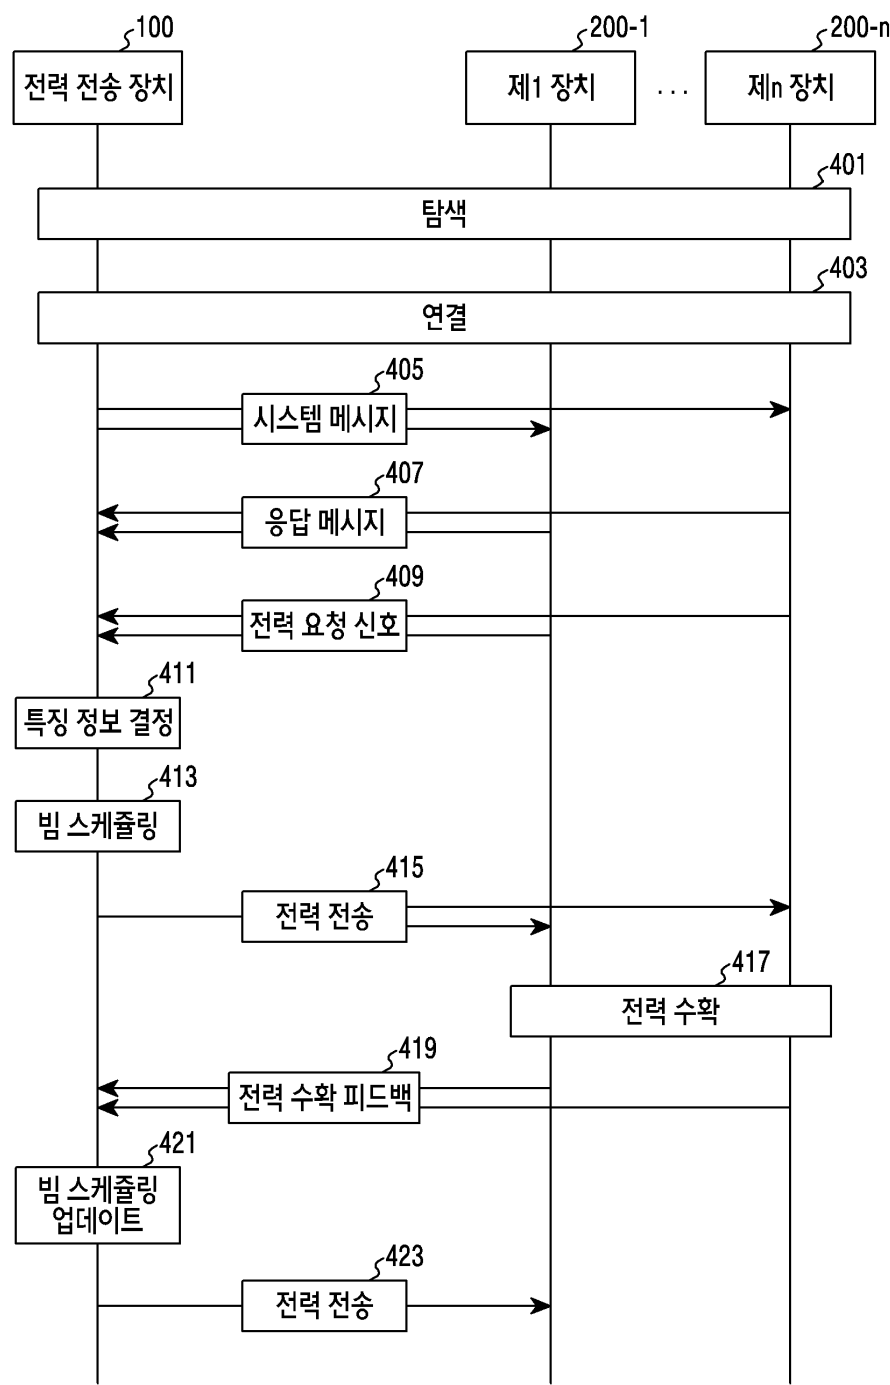 100
200-1
200-n
전력 전송 장치
제1 장치
...
제n 장치
401
탐색
403
연결
405
시스템 메시지
407
응답 메시지
409
전력 요청 신호
411
특징 정보 결정
413
빔 스케쥴링
415
전력 전송
417
전력 수확
419
전력 수확 피드백
421
빔 스케쥴링
업데이트
423
전력 전송